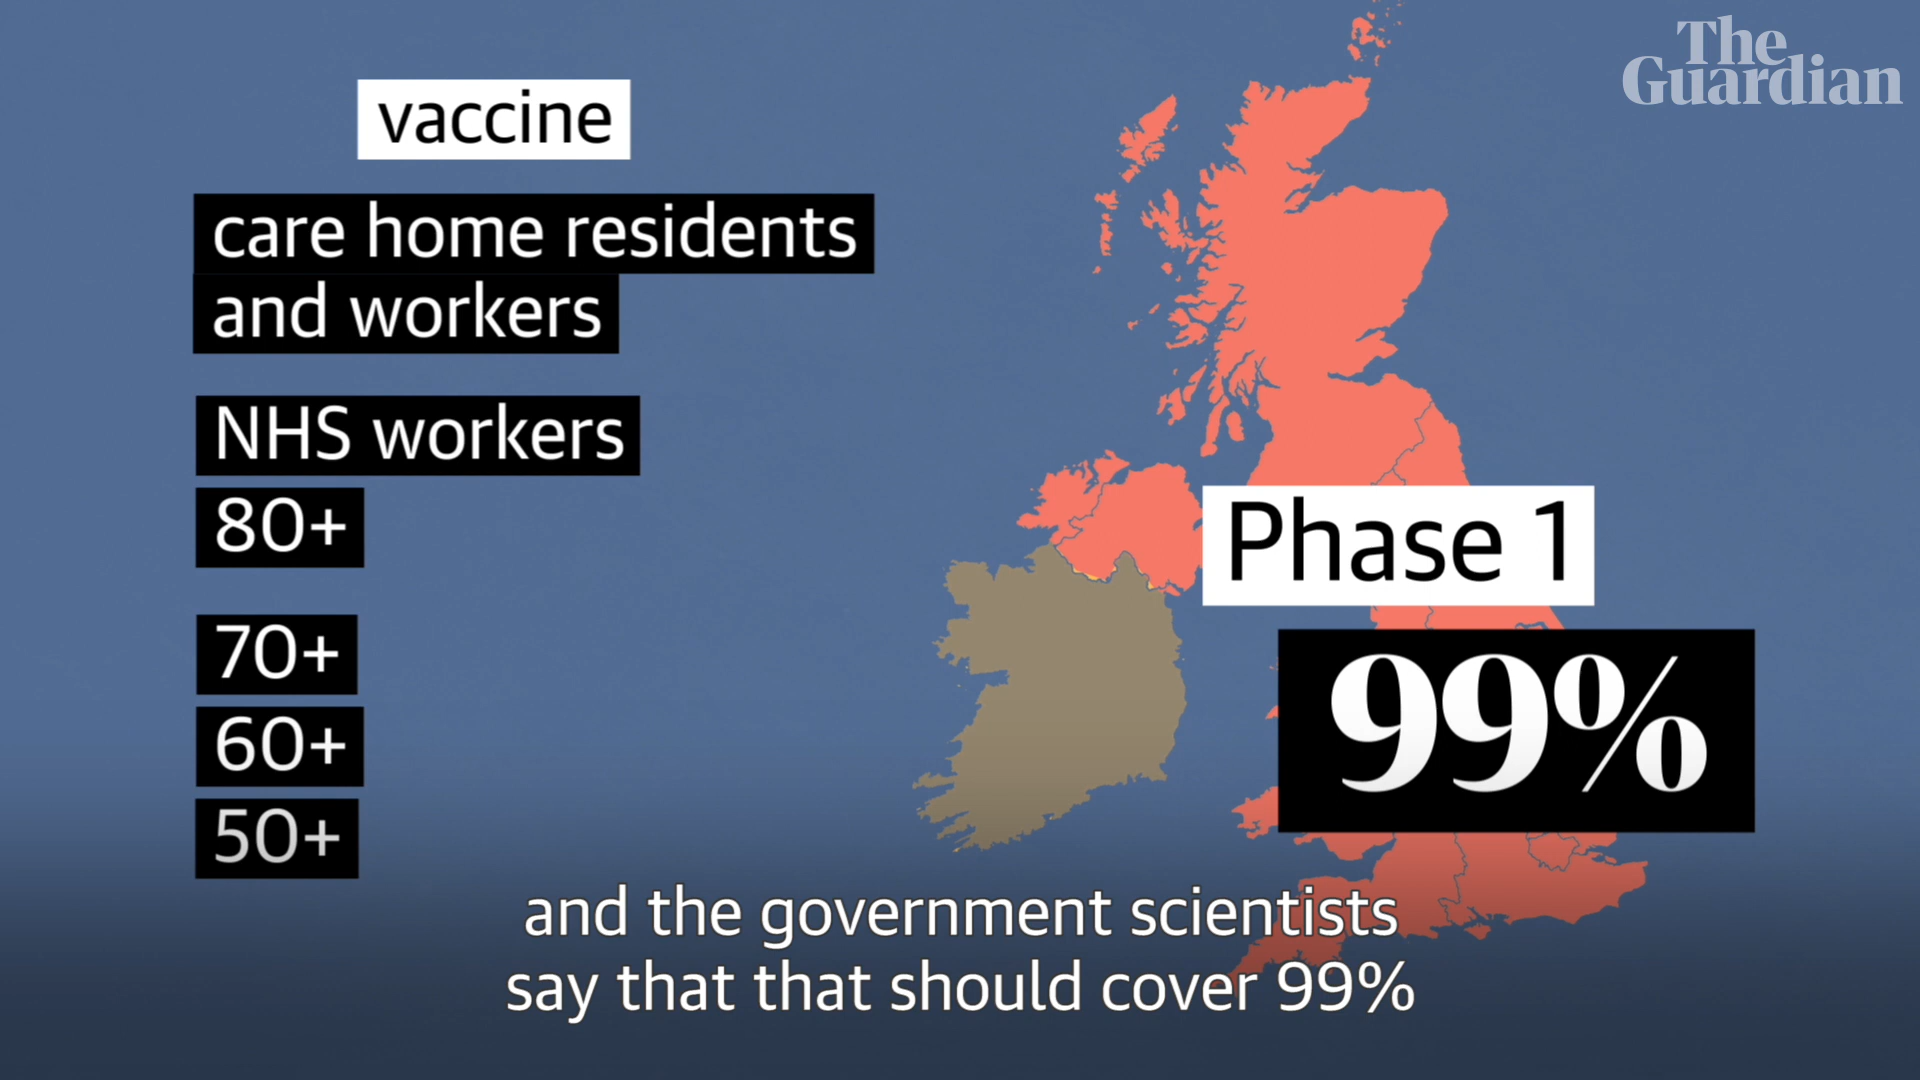 The
Guardian
vaccine
care home residents
and workers
NHS workers
80+
70+
60+
50+
Phase 1
99%
and the government scientists
say that that should cover 99%